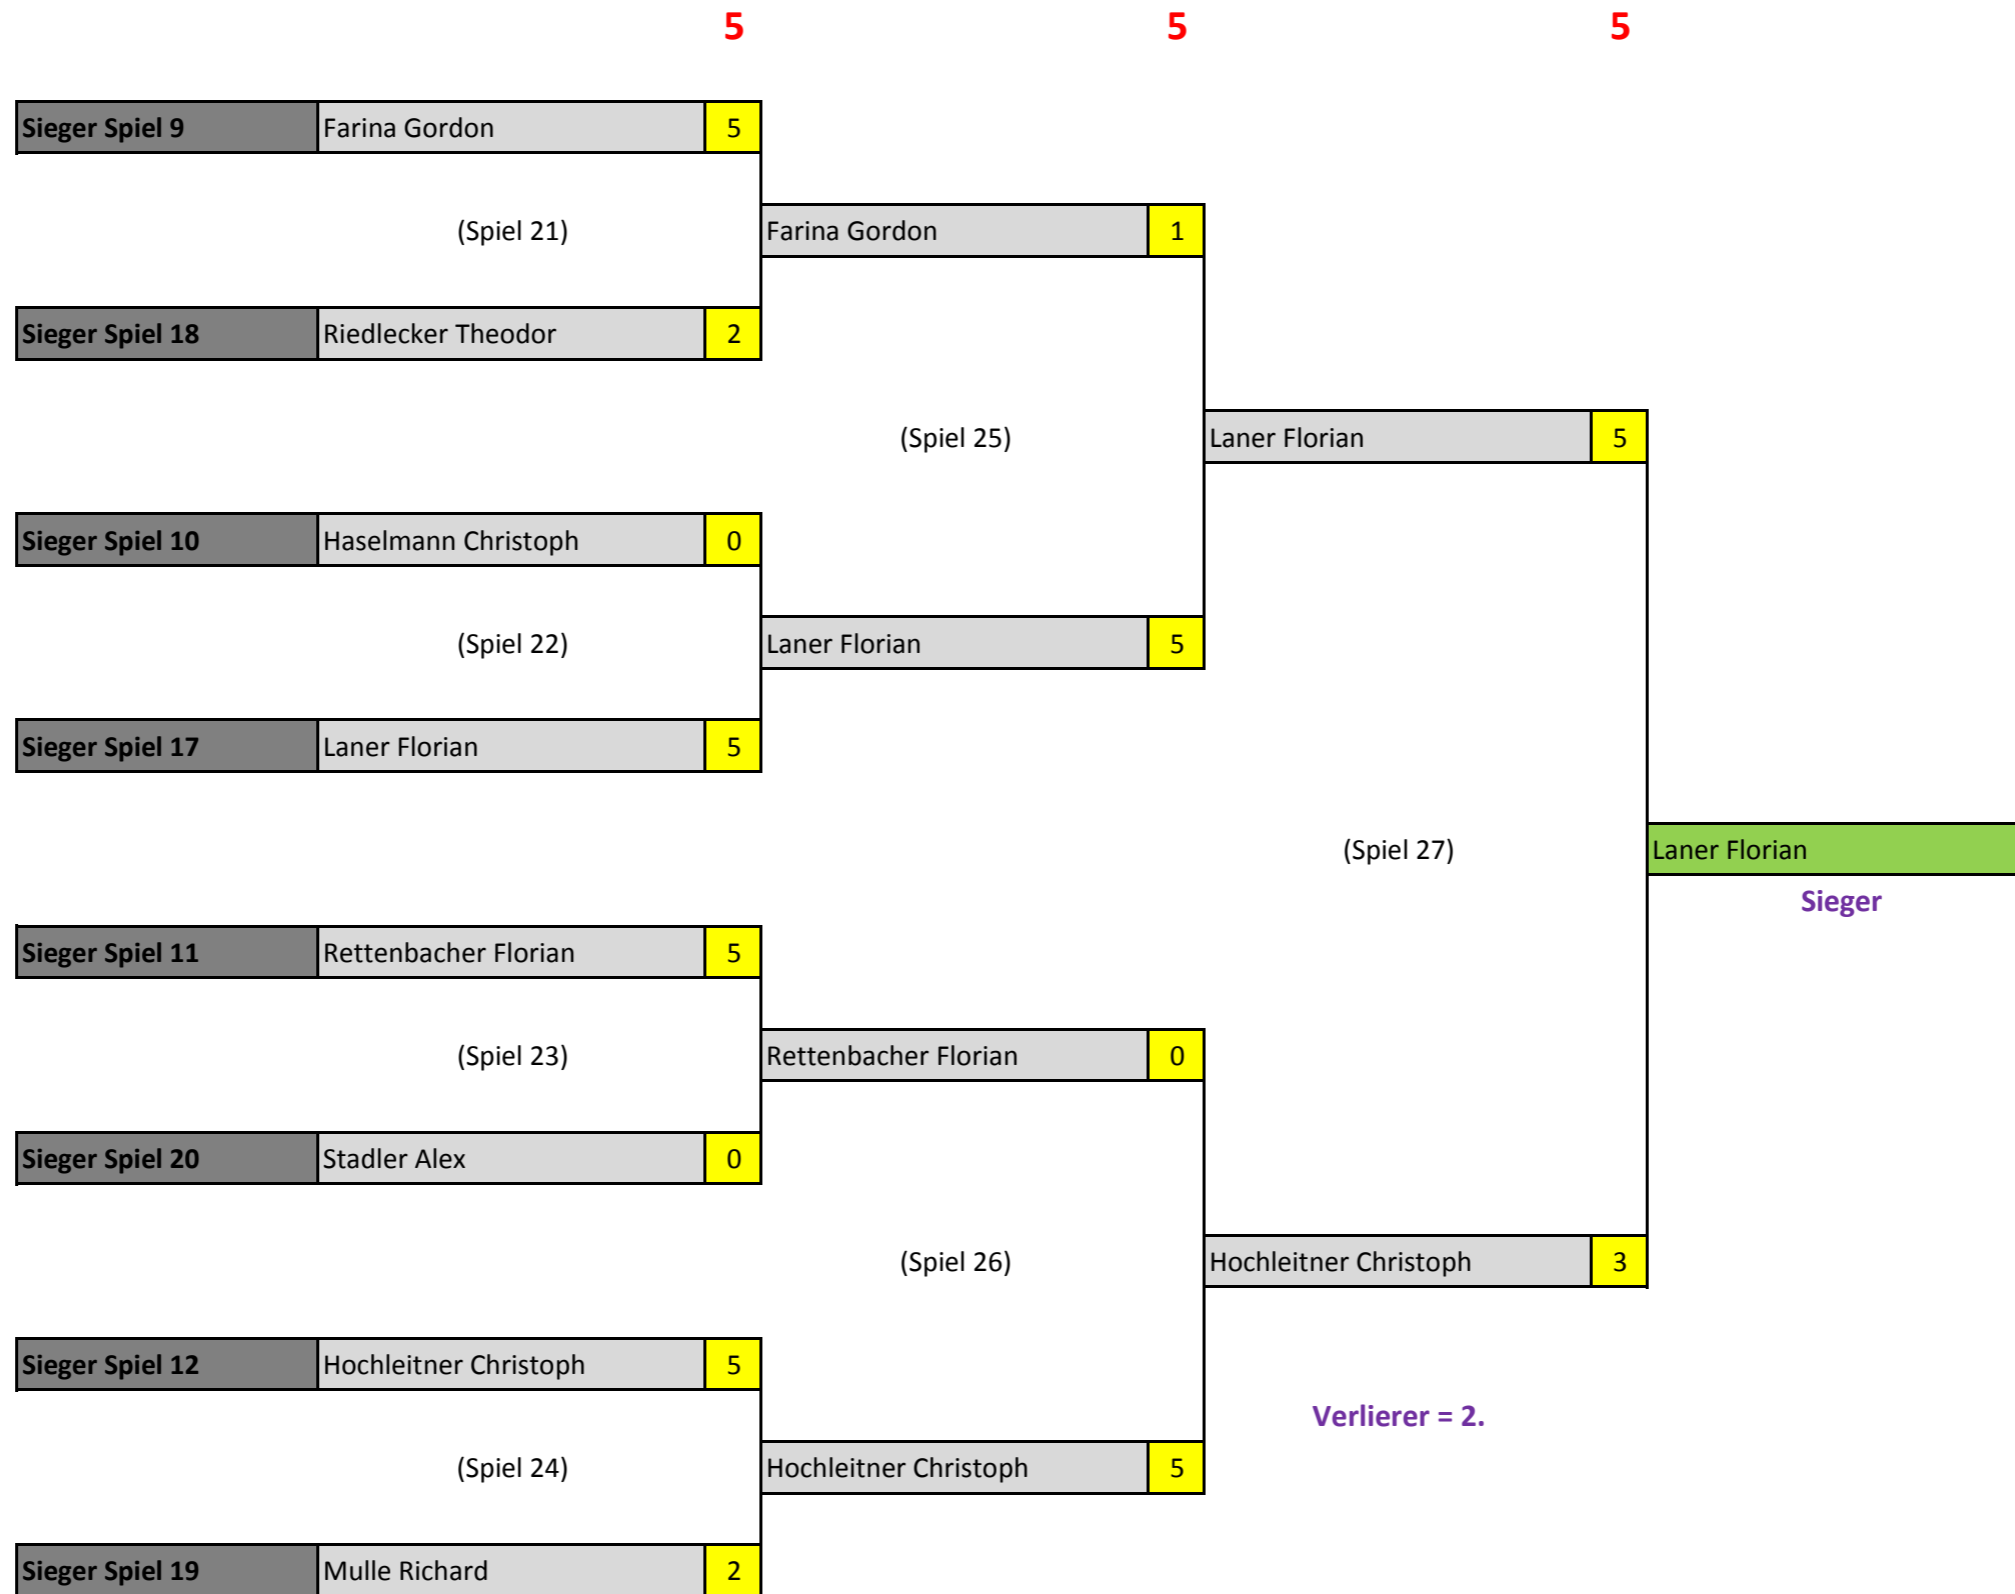 5 5 5
Sieger Spiel 9 Farina Gordon 5
(Spiel 21) Farina Gordon 1
Sieger Spiel 18 Riedlecker Theodor 2
(Spiel 25) Laner Florian 5
Sieger Spiel 10 Haselmann Christoph 0
(Spiel 22) Laner Florian 5
Sieger Spiel 17 Laner Florian 5
(Spiel 27) Laner Florian
Sieger
Sieger Spiel 11 Rettenbacher Florian 5
(Spiel 23) Rettenbacher Florian 0
Sieger Spiel 20 Stadler Alex 0
(Spiel 26) Hochleitner Christoph 3
Sieger Spiel 12 Hochleitner Christoph 5
Verlierer = 2.
(Spiel 24) Hochleitner Christoph 5
Sieger Spiel 19 Mulle Richard 2